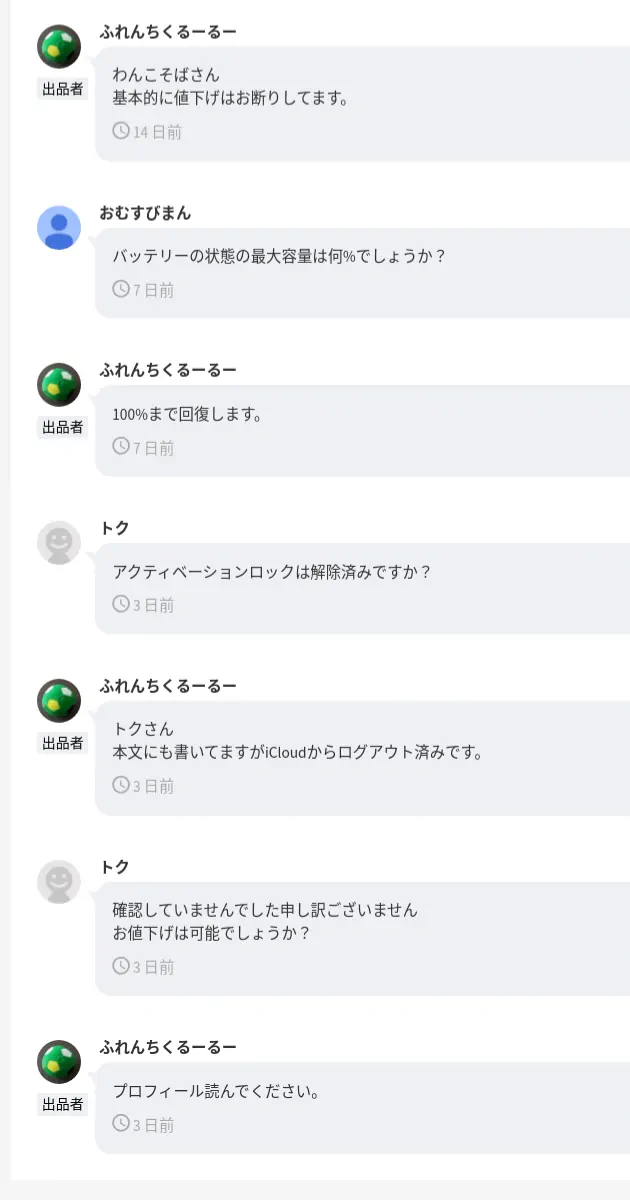 ふれんちくるーるー
出品者
わんこそばさん
基本的に値下げはお断りしてます。
14 日前
おむすびまん
バッテリーの状態の最大容量は何%でしょうか？
7 日前
ふれんちくるーるー
出品者
100%まで回復します。
7 日前
トク
アクティベーションロックは解除済みですか？
3 日前
ふれんちくるーるー
出品者
トクさん
本文にも書いてますがiCloudからログアウト済みです。
3 日前
トク
確認していませんでした申し訳ございません
お値下げは可能でしょうか？
3 日前
ふれんちくるーるー
出品者
プロフィール読んでください。
3 日前